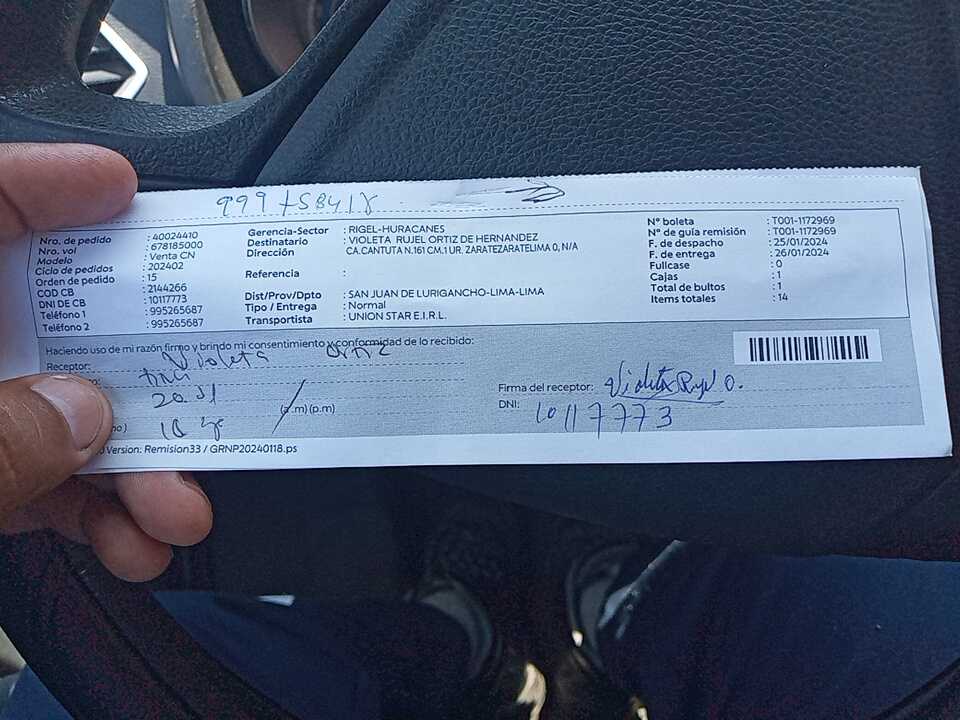 Nro. de pedido : 40024410
Nro. vol : 678185000
Modelo : Venta CN
Ciclo de pedidos : 202402
Orden de pedido : 15
COD CB : 2144266
DNI DE CB : 10117773
Teléfono 1 : 995265687
Teléfono 2 : 995265687
Gerencia-Sector : RIGEL-HURACANES
Destinatario : VIOLETA RUJEL ORTIZ DE HERNANDEZ
Dirección CA.CANTUTA N.161 CM.1 UR. ZARATEZARATELIMA 0, N/A
Referencia :
Dist/Prov/Dpto : SAN JUAN DE LURIGANCHO-LIMA-LIMA
Tipo / Entrega : Normal
Transportista : UNION STAR E.I.R.L.
N° boleta : T001-1172969
N° de guía remisión : T001-1172969
F. de despacho : 25/01/2024
F. de entrega : 26/01/2024
Fullcase : 0
Cajas : 1
Total de bultos : 1
Items totales : 14
Haciendo uso de mi razón firmo y brindo mi consentimiento y conformidad de lo recibido:
Receptor: Violeta Ortiz
(a.m)(p.m)
Firma del receptor: Violeta Rujel O.
DNI: 10117773
Version: Remision33 / GRNP20240118.ps